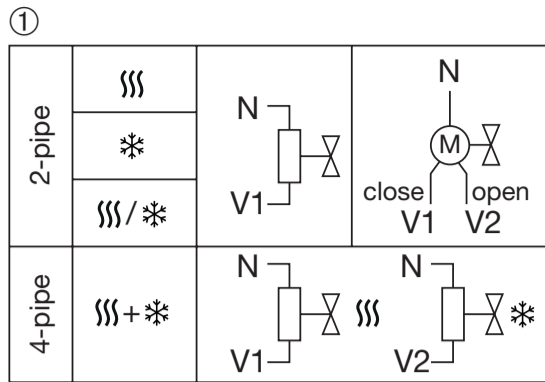 ①
2-pipe
N
V1
N
M
close open
V1 V2
/
4-pipe
+
N
V1
N
V2